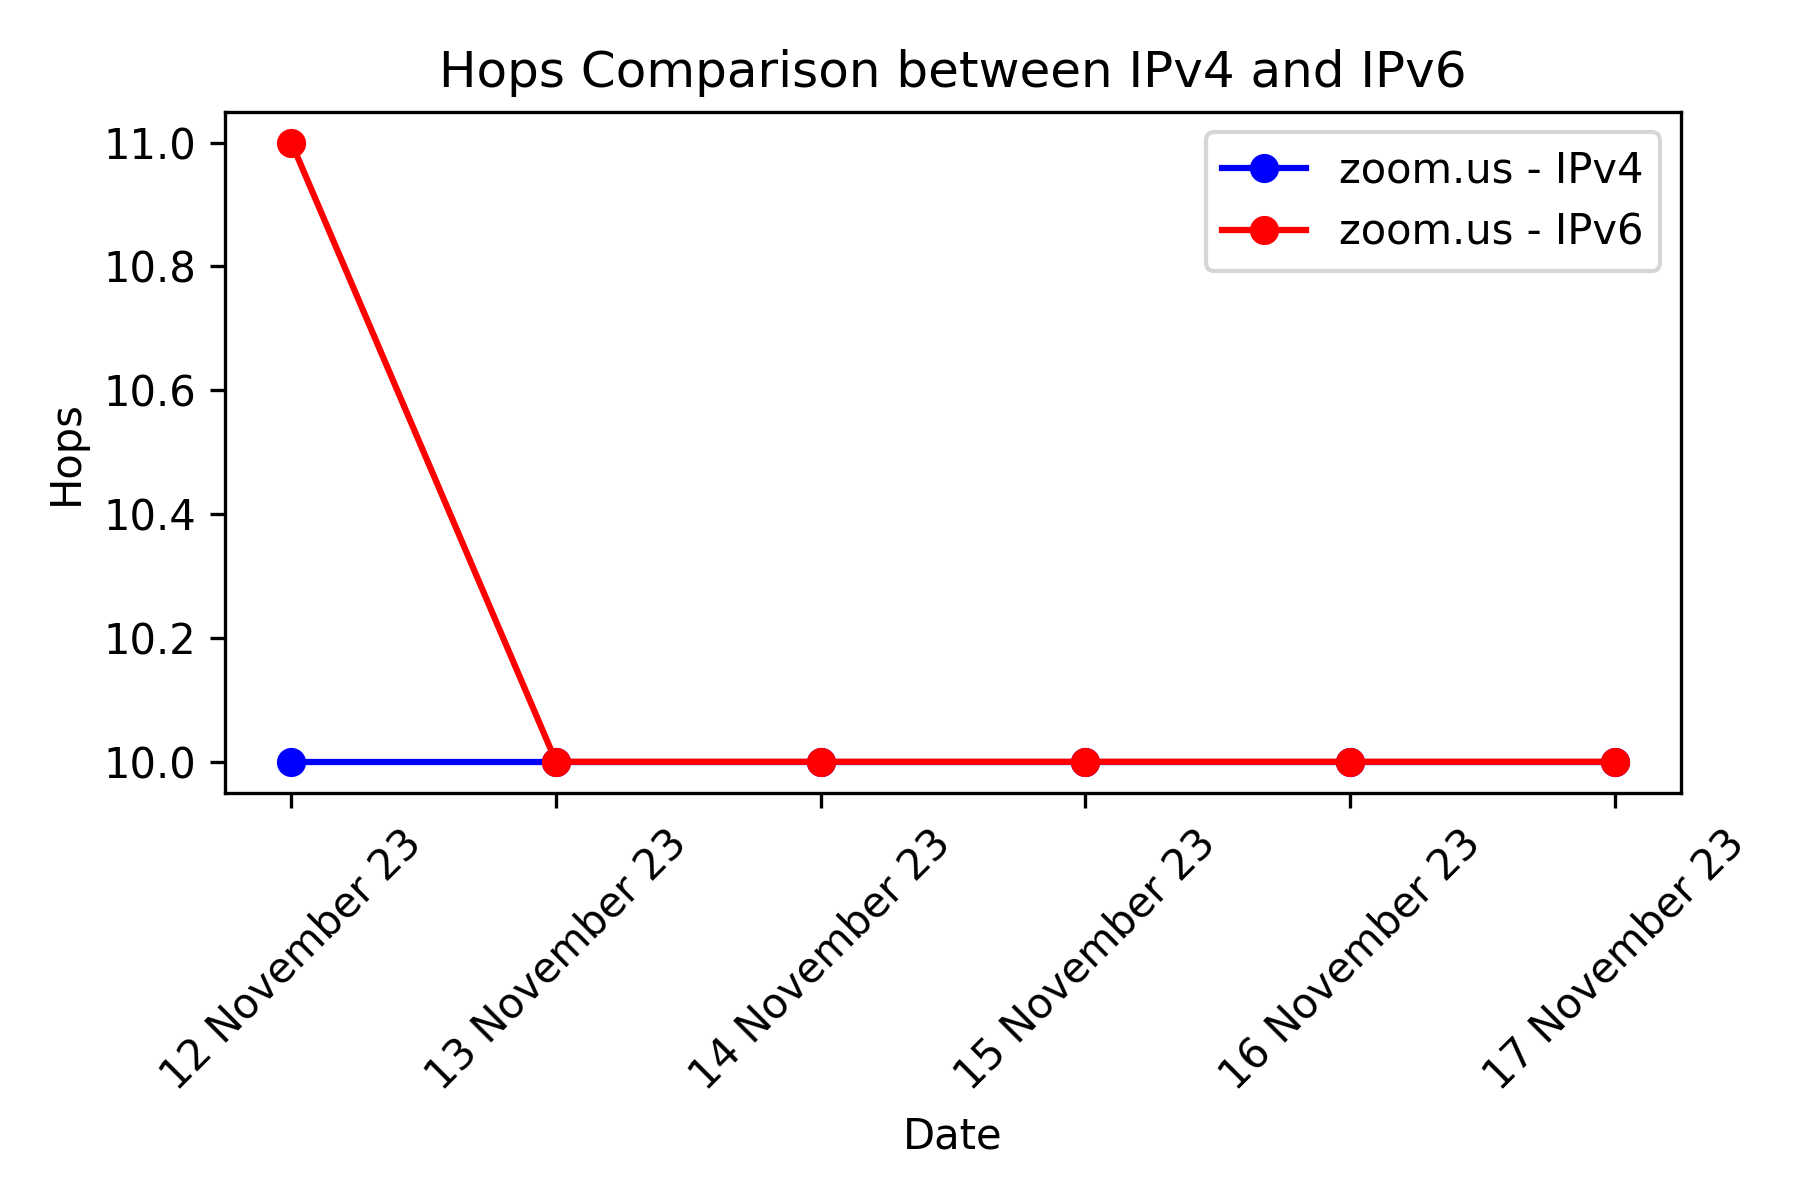 Hops Comparison between IPv4 and IPv6
zoom.us - IPv4
zoom.us - IPv6
11.0
10.8
10.6
10.4
10.2
10.0
Hops
12 November 23
13 November 23
14 November 23
15 November 23
16 November 23
17 November 23
Date